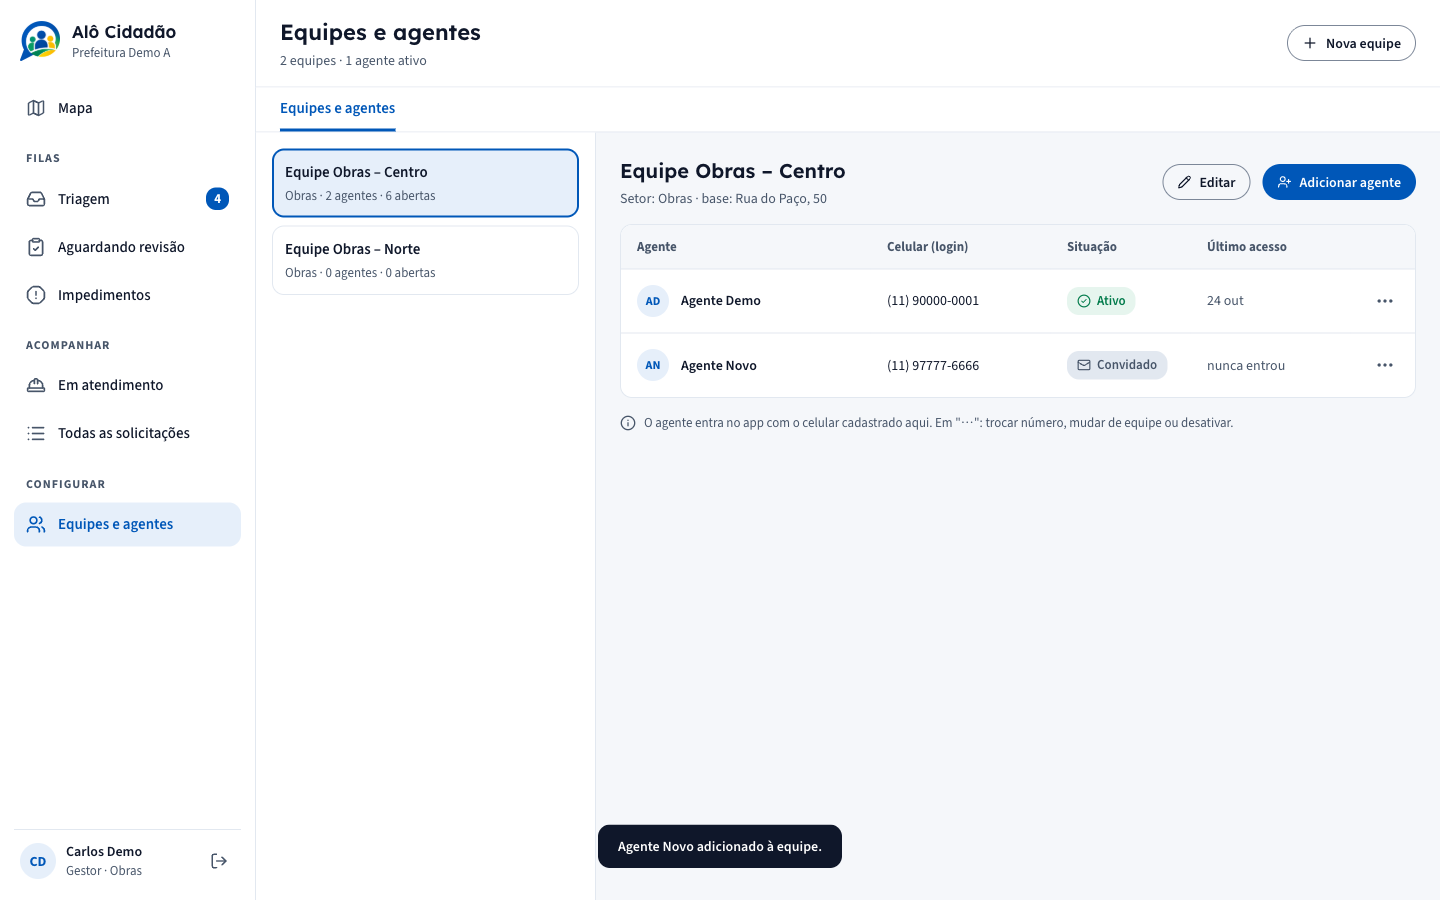 Alô Cidadão
Prefeitura Demo A
Mapa
FILAS
Triagem 4
Aguardando revisão
Impedimentos
ACOMPANHAR
Em atendimento
Todas as solicitações
CONFIGURAR
Equipes e agentes
CD
Carlos Demo
Gestor · Obras
Equipes e agentes
2 equipes · 1 agente ativo
Nova equipe
Equipes e agentes
Equipe Obras – Centro
Obras · 2 agentes · 6 abertas
Equipe Obras – Norte
Obras · 0 agentes · 0 abertas
Equipe Obras – Centro
Setor: Obras · base: Rua do Paço, 50
Editar
Adicionar agente
Agente Celular (login) Situação Último acesso
AD Agente Demo (11) 90000-0001 Ativo 24 out
AN Agente Novo (11) 97777-6666 Convidado nunca entrou
O agente entra no app com o celular cadastrado aqui. Em "···": trocar número, mudar de equipe ou desativar.
Agente Novo adicionado à equipe.